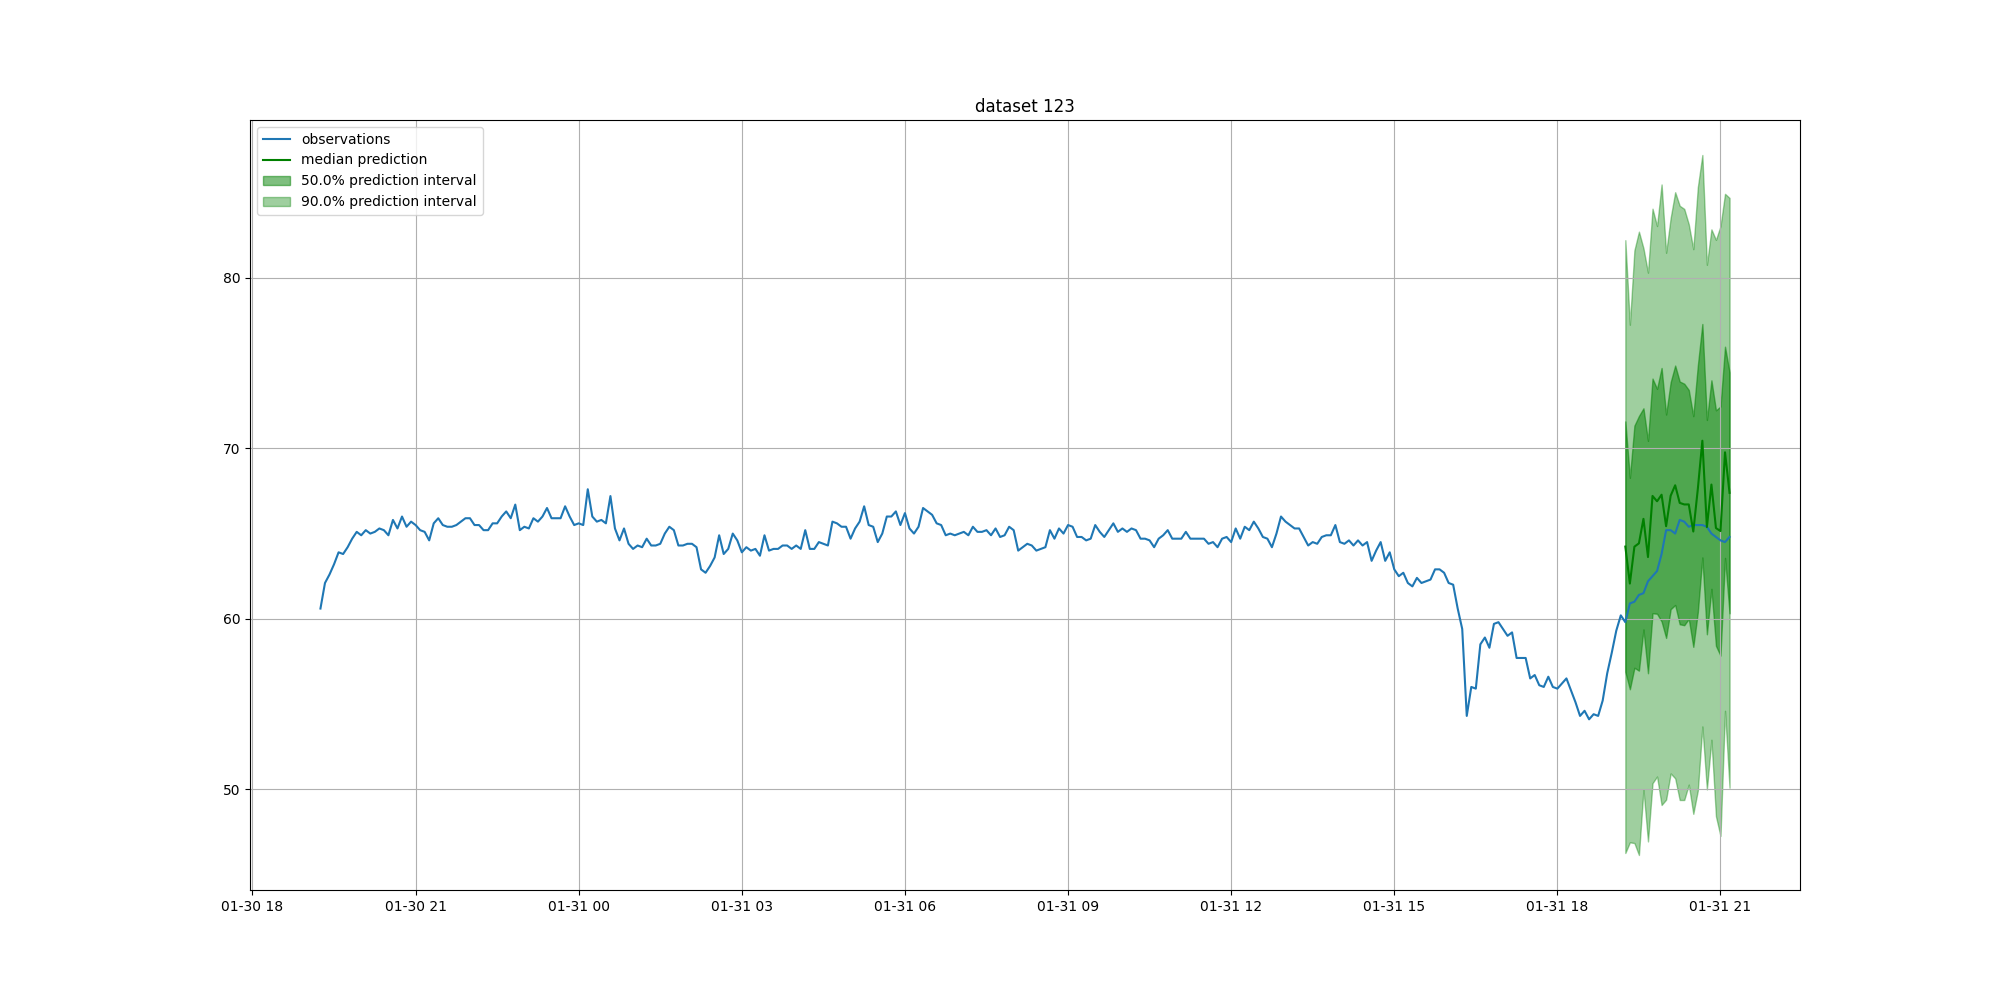 dataset 123
observations
median prediction
50.0% prediction interval
90.0% prediction interval
80
70
60
50
01-30 18
01-30 21
01-31 00
01-31 03
01-31 06
01-31 09
01-31 12
01-31 15
01-31 18
01-31 21